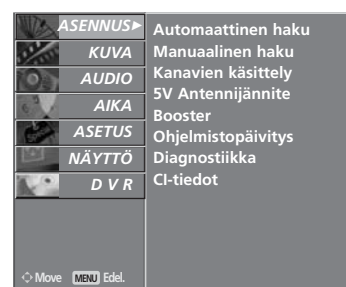 ASENNUS▶
KUVA
AUDIO
AIKA
ASETUS
NÄYTTÖ
D V R
Automaattinen haku
Manuaalinen haku
Kanavien käsittely
5V Antennijännite
Booster
Ohjelmistopäivitys
Diagnostiikka
CI-tiedot
Move MENU Edel.